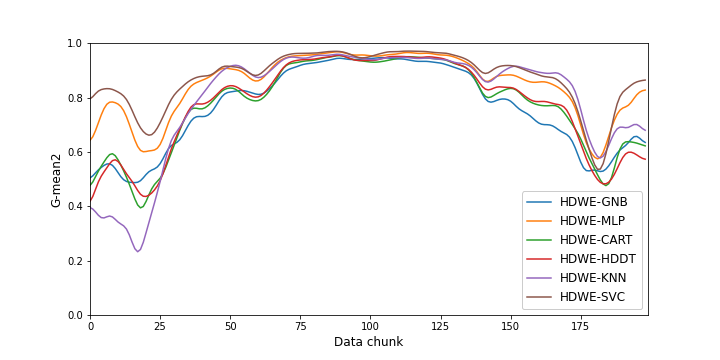 1.0
0.8
0.6
0.4
0.2
0.0
G-mean2
0 25 50 75 100 125 150 175
Data chunk
HDWE-GNB
HDWE-MLP
HDWE-CART
HDWE-HDDT
HDWE-KNN
HDWE-SVC